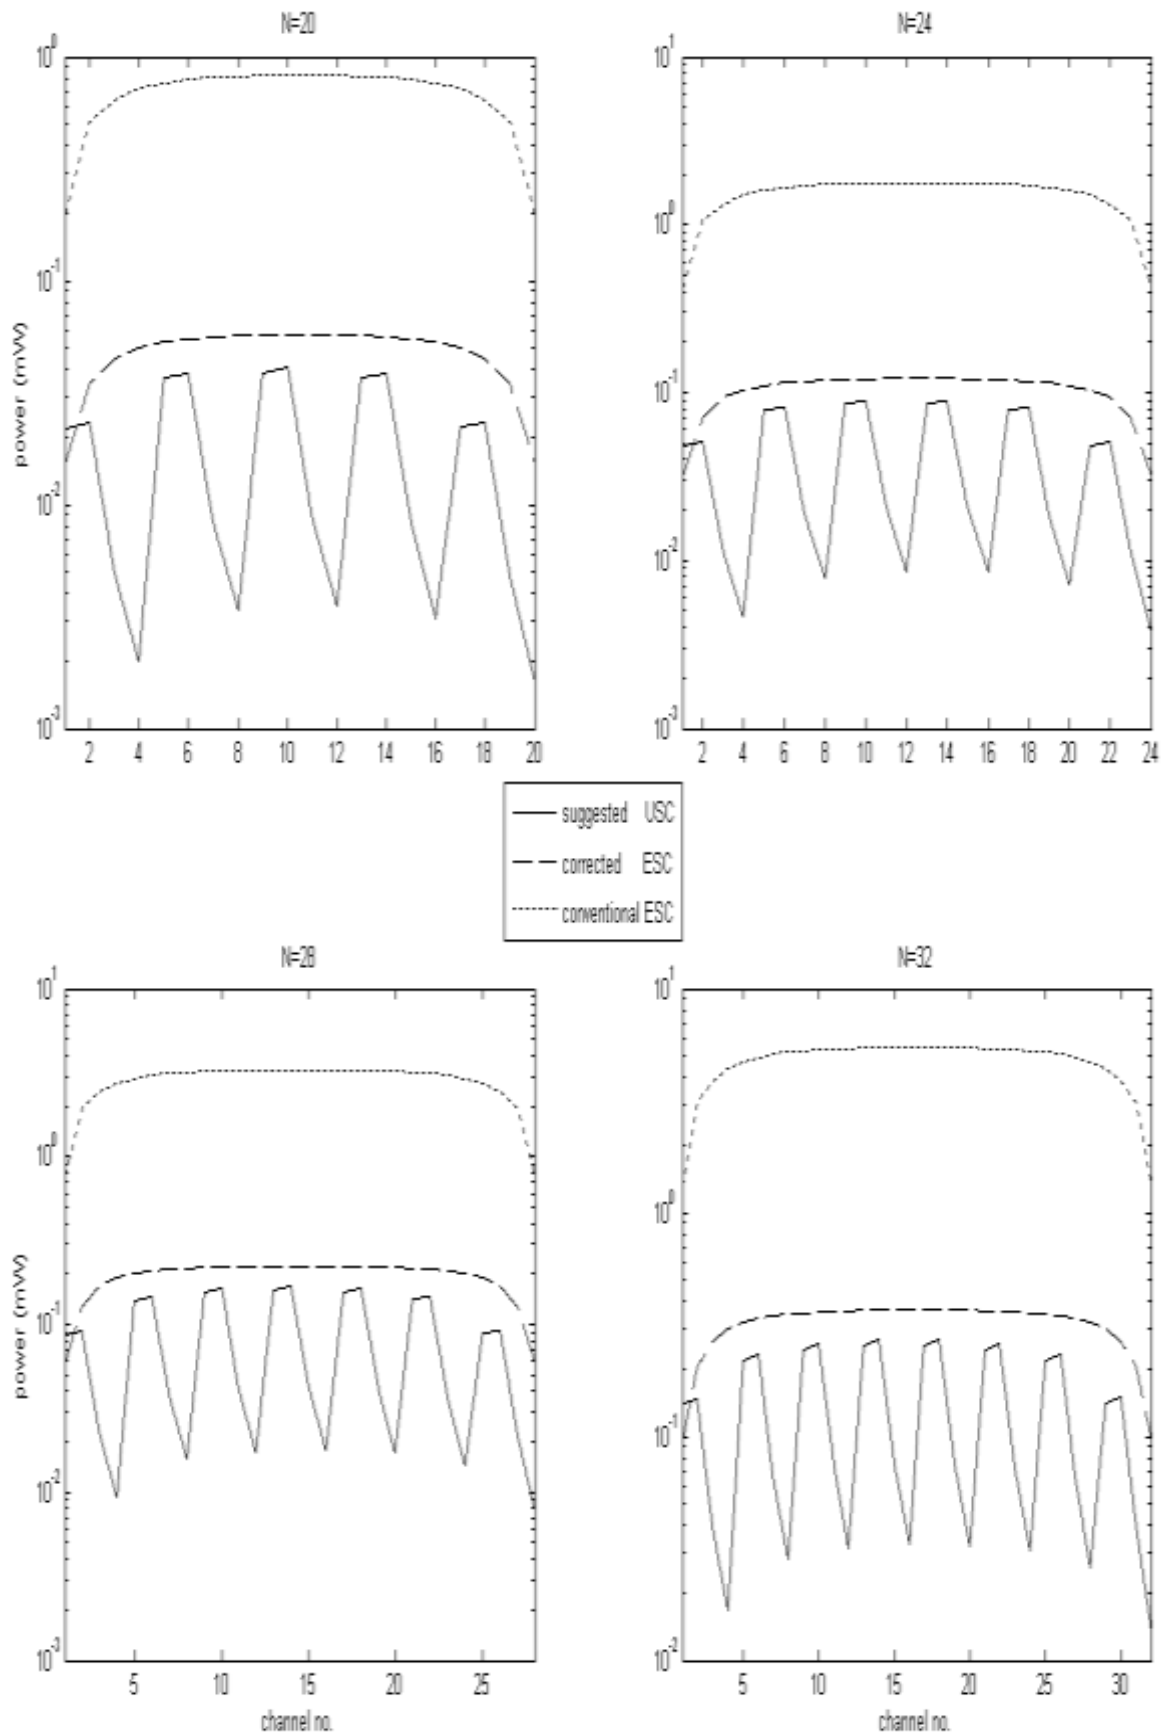 N=20
N=24
10^0
10^-1
10^-2
10^-3
power (mW)
2 4 6 8 10 12 14 16 18 20
10^1
10^0
10^-1
10^-2
10^-3
2 4 6 8 10 12 14 16 18 20 22 24
suggested USC
corrected ESC
conventional ESC
N=28
N=32
10^1
10^0
10^-1
10^-2
10^-3
power (mW)
5 10 15 20 25
channel no.
10^1
10^0
10^-1
10^-2
5 10 15 20 25 30
channel no.